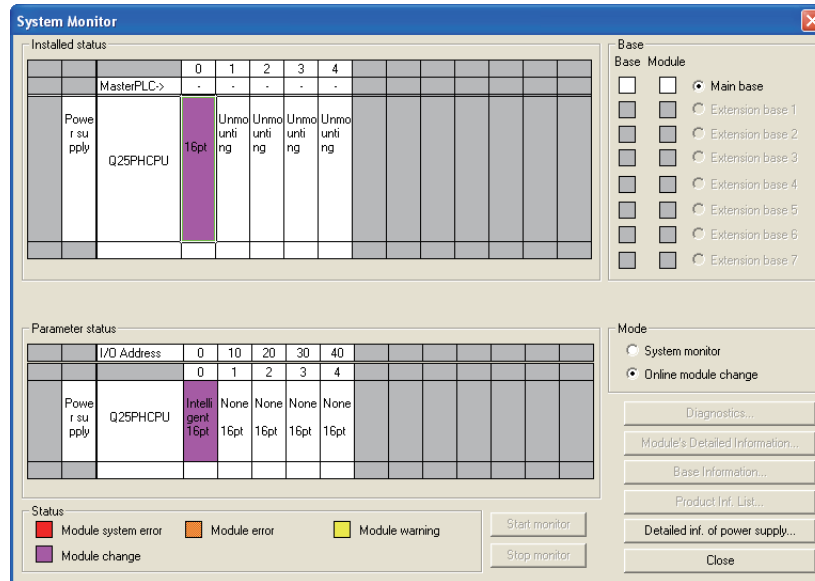 System Monitor
Installed status
0 1 2 3 4
MasterPLC-> - - - - -
Powe
r su
pply
Q25PHCPU
16pt
Unmo
unti
ng
Unmo
unti
ng
Unmo
unti
ng
Unmo
unti
ng
Base
Base Module
Main base
Extension base 1
Extension base 2
Extension base 3
Extension base 4
Extension base 5
Extension base 6
Extension base 7
Parameter status
I/O Address 0 10 20 30 40
0 1 2 3 4
Powe
r su
pply
Q25PHCPU
Intelli
gent
16pt
None
16pt
None
16pt
None
16pt
None
16pt
Mode
System monitor
Online module change
Diagnostics...
Module's Detailed Information...
Base Information...
Product Inf. List...
Detailed inf. of power supply...
Close
Status
Module system error
Module error
Module warning
Module change
Start monitor
Stop monitor